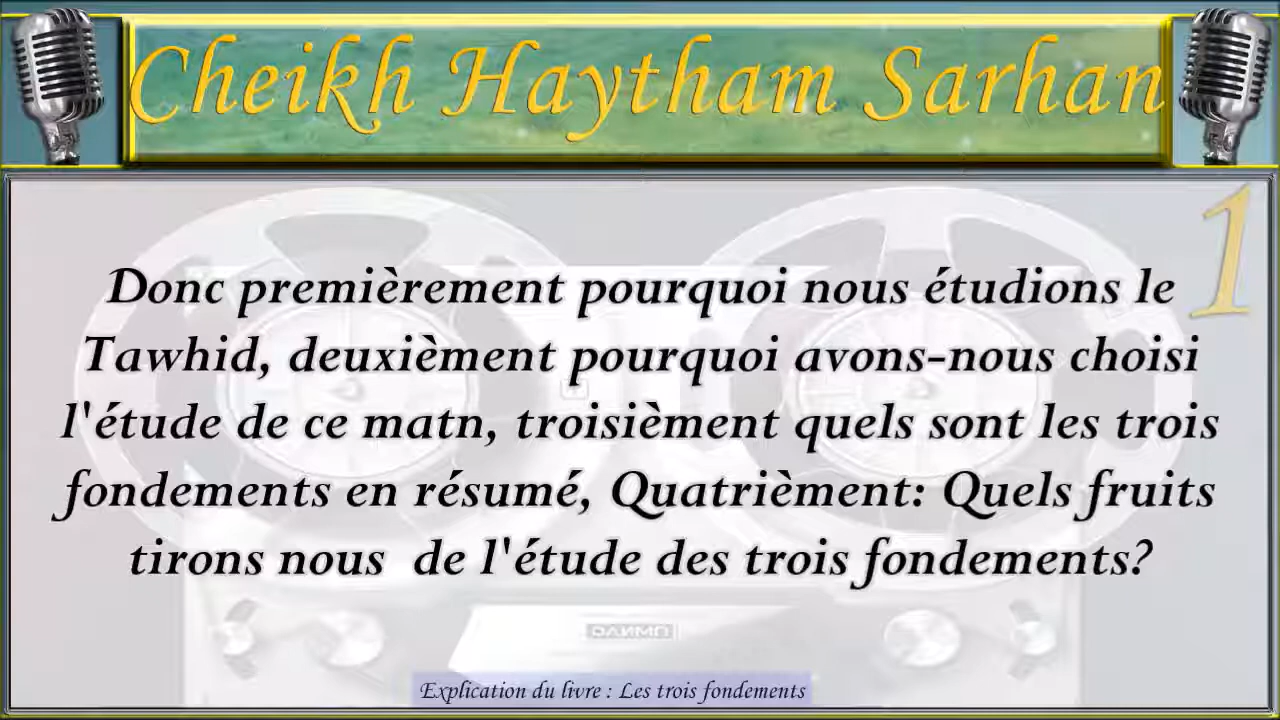 Cheikh Haytham Sarhan
1
Donc premièrement pourquoi nous étudions le
Tawhid, deuxièment pourquoi avons-nous choisi
l'étude de ce matn, troisièment quels sont les trois
fondements en résumé, Quatrièment: Quels fruits
tirons nous  de l'étude des trois fondements?
Explication du livre : Les trois fondements